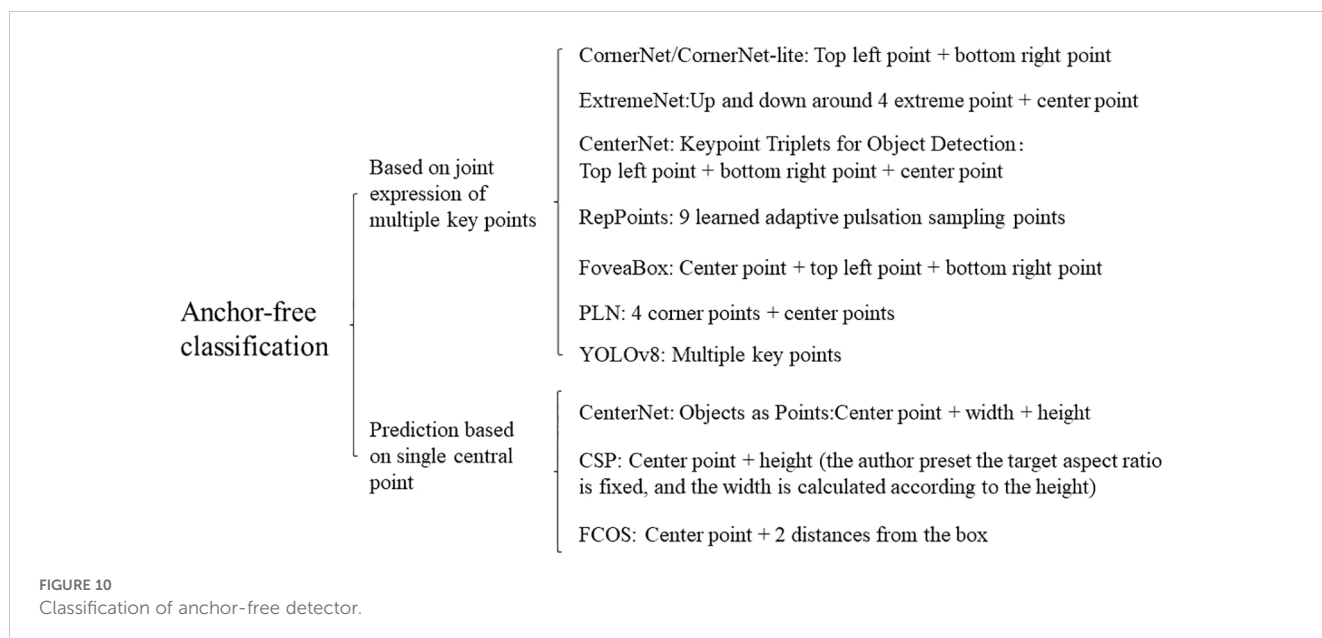 Anchor-free
classification
Based on joint
expression of
multiple key points
CornerNet/CornerNet-lite: Top left point + bottom right point
ExtremeNet:Up and down around 4 extreme point + center point
CenterNet: Keypoint Triplets for Object Detection:
Top left point + bottom right point + center point
RepPoints: 9 learned adaptive pulsation sampling points
FoveaBox: Center point + top left point + bottom right point
PLN: 4 corner points + center points
YOLOv8: Multiple key points
Prediction based
on single central
point
CenterNet: Objects as Points:Center point + width + height
CSP: Center point + height (the author preset the target aspect ratio
is fixed, and the width is calculated according to the height)
FCOS: Center point + 2 distances from the box
FIGURE 10
Classification of anchor-free detector.